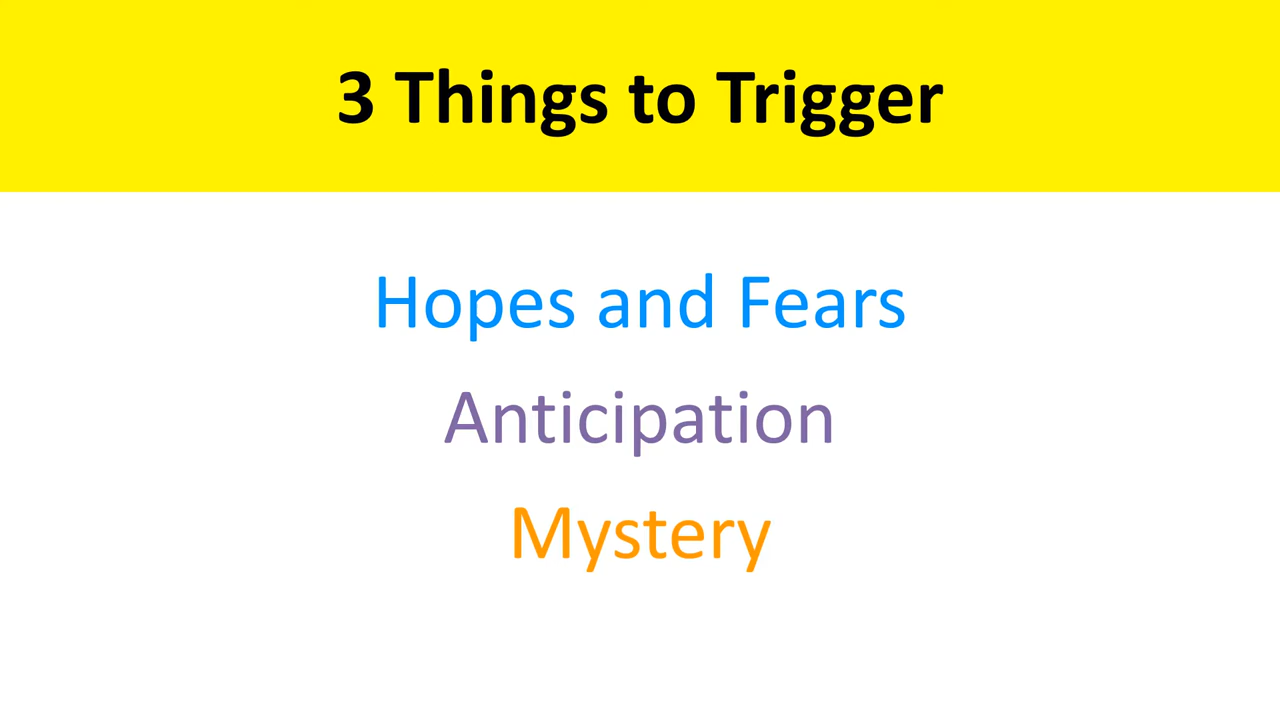 3 Things to Trigger
Hopes and Fears
Anticipation
Mystery